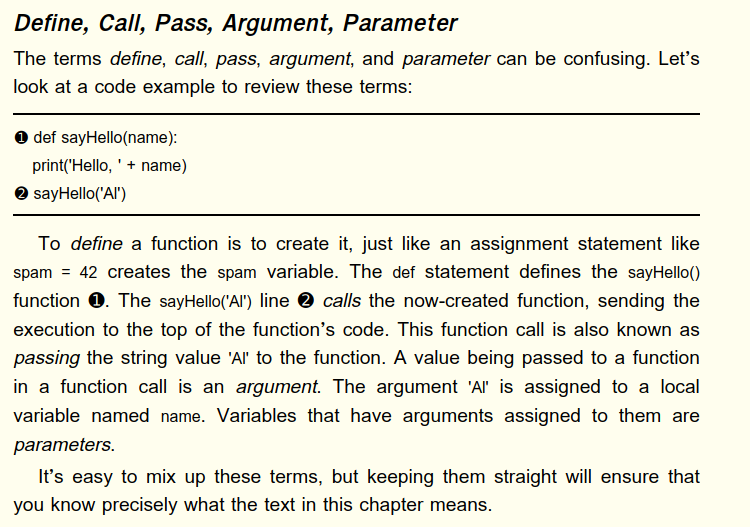 Define, Call, Pass, Argument, Parameter
The terms define, call, pass, argument, and parameter can be confusing. Let’s
look at a code example to review these terms:
❶ def sayHello(name):
print('Hello, ' + name)
❷ sayHello('Al')
To define a function is to create it, just like an assignment statement like
spam = 42 creates the spam variable. The def statement defines the sayHello()
function ❶. The sayHello('Al') line ❷ calls the now-created function, sending the
execution to the top of the function’s code. This function call is also known as
passing the string value 'Al' to the function. A value being passed to a function
in a function call is an argument. The argument 'Al' is assigned to a local
variable named name. Variables that have arguments assigned to them are
parameters.
It’s easy to mix up these terms, but keeping them straight will ensure that
you know precisely what the text in this chapter means.